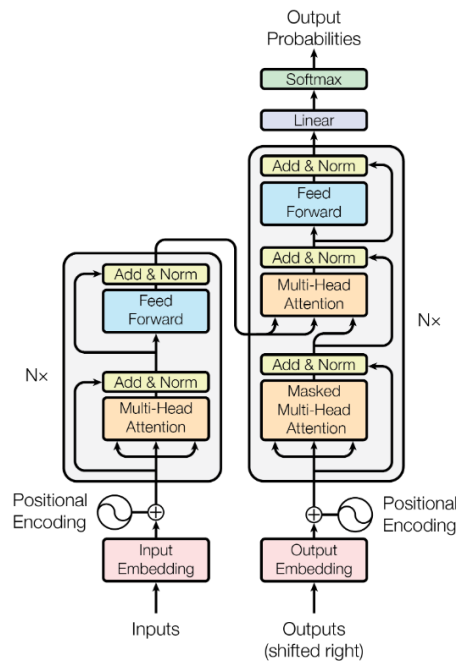 Output
Probabilities
Softmax
Linear
Add & Norm
Feed
Forward
Add & Norm
Multi-Head
Attention
Add & Norm
Masked
Multi-Head
Attention
Nx
Add & Norm
Feed
Forward
Add & Norm
Multi-Head
Attention
Nx
Positional
Encoding
Positional
Encoding
Input
Embedding
Output
Embedding
Inputs
Outputs
(shifted right)